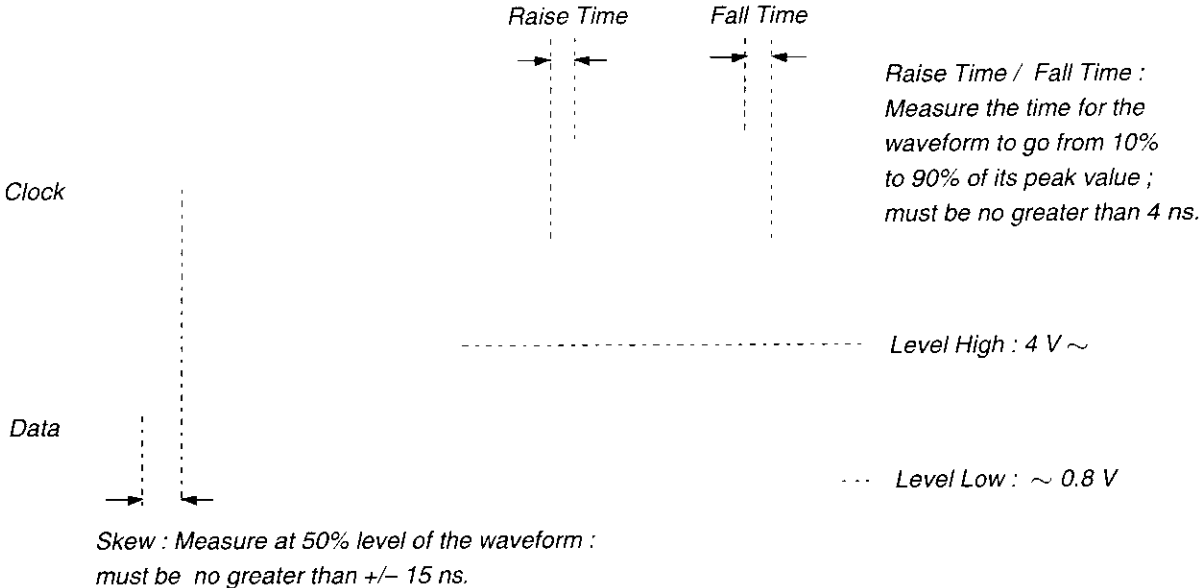 Raise Time
Fall Time
Raise Time / Fall Time :
Measure the time for the
waveform to go from 10%
to 90% of its peak value ;
must be no greater than 4 ns.
Clock
Level High : 4 V ~
Data
Level Low : ~ 0.8 V
Skew : Measure at 50% level of the waveform :
must be no greater than +/– 15 ns.